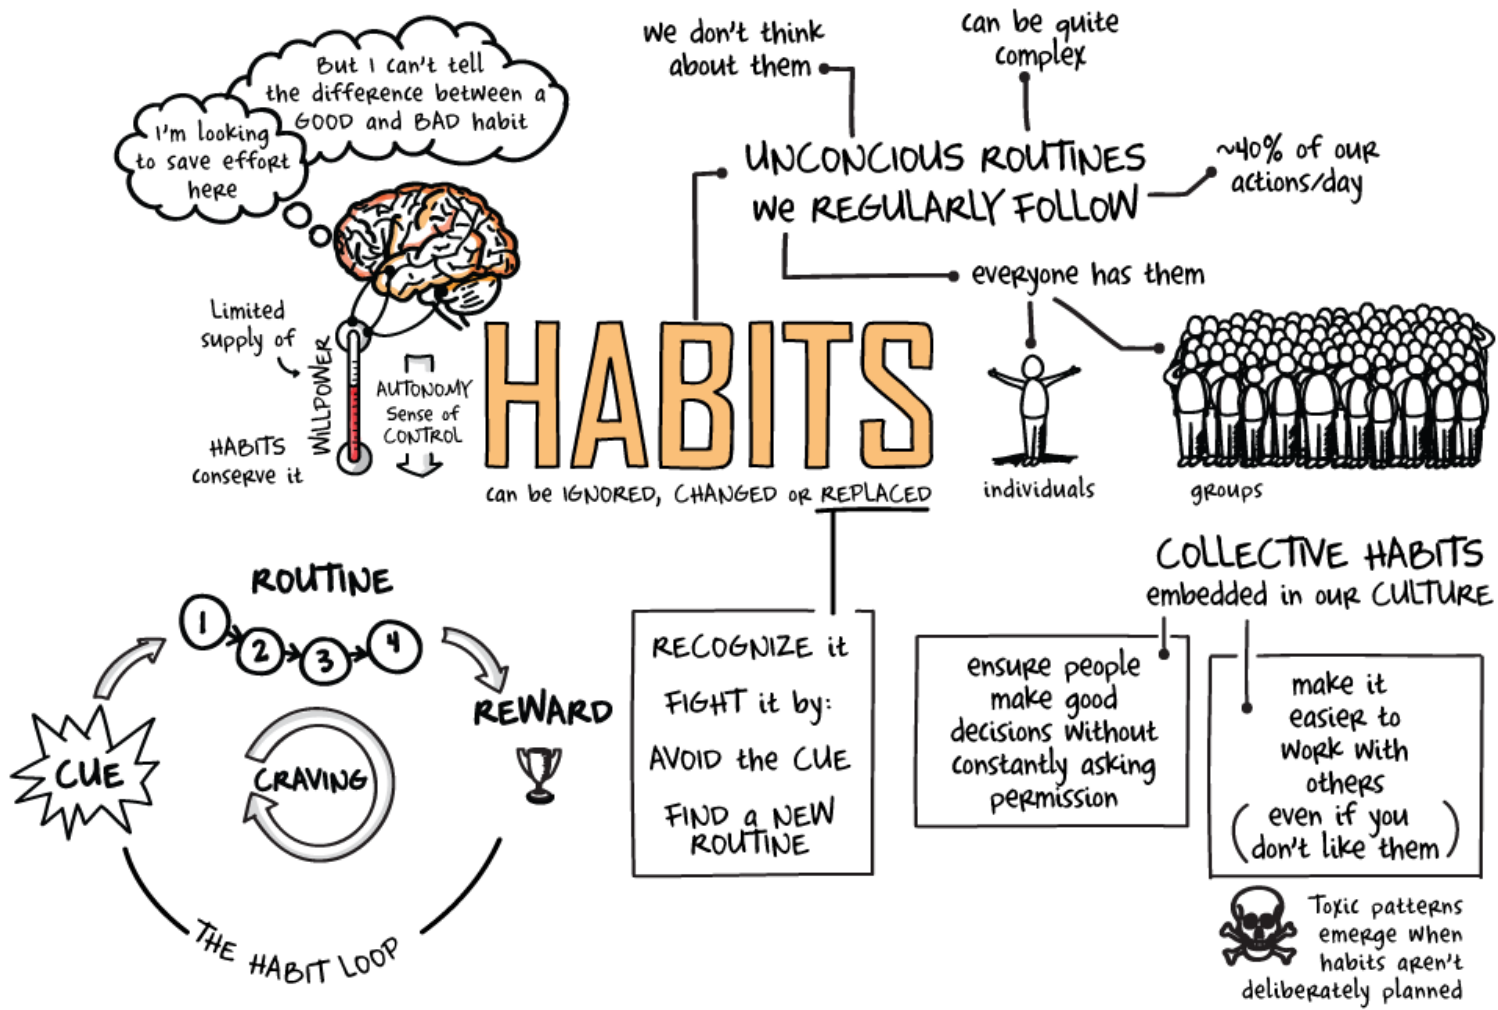 But I can't tell
the difference between a
GOOD and BAD habit
I'm looking
to save effort
here
we don't think
about them
can be quite
complex
UNCONCIOUS ROUTINES
we REGULARLY FOLLOW
~40% of our
actions/day
everyone has them
individuals
groups
Limited
supply of
WILLPOWER
HABITS
conserve it
AUTONOMY
Sense of
CONTROL
HABITS
can be IGNORED, CHANGED or REPLACED
ROUTINE
1
2
3
4
REWARD
CUE
CRAVING
THE HABIT LOOP
RECOGNIZE it
FIGHT it by:
AVOID the CUE
FIND a NEW
ROUTINE
COLLECTIVE HABITS
embedded in our CULTURE
ensure people
make good
decisions without
constantly asking
permission
make it
easier to
work with
others
(even if you
don't like them)
Toxic patterns
emerge when
habits aren't
deliberately planned